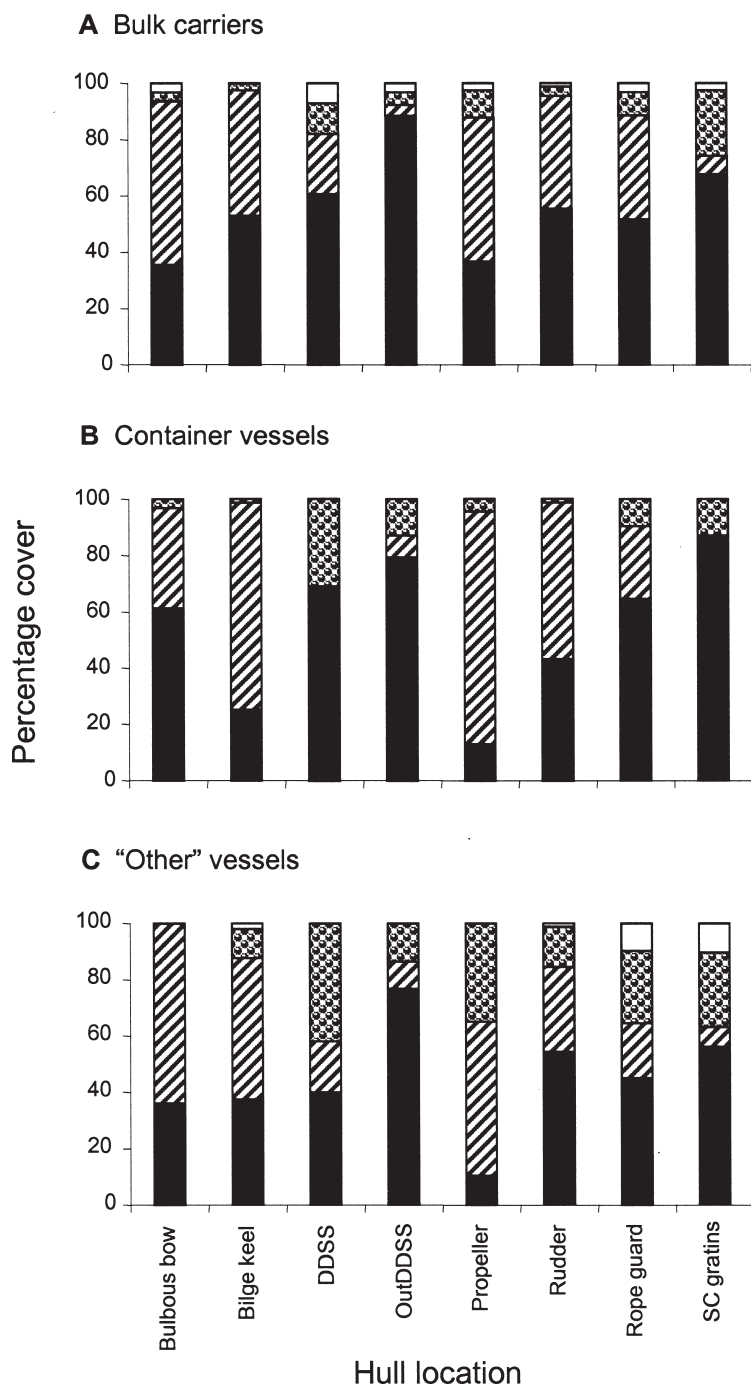 A Bulk carriers
100
80
60
40
20
0
B Container vessels
100
80
60
40
20
0
C “Other” vessels
100
80
60
40
20
0
Percentage cover
Bulbous bow
Bilge keel
DDSS
OutDDSS
Propeller
Rudder
Rope guard
SC gratins
Hull location